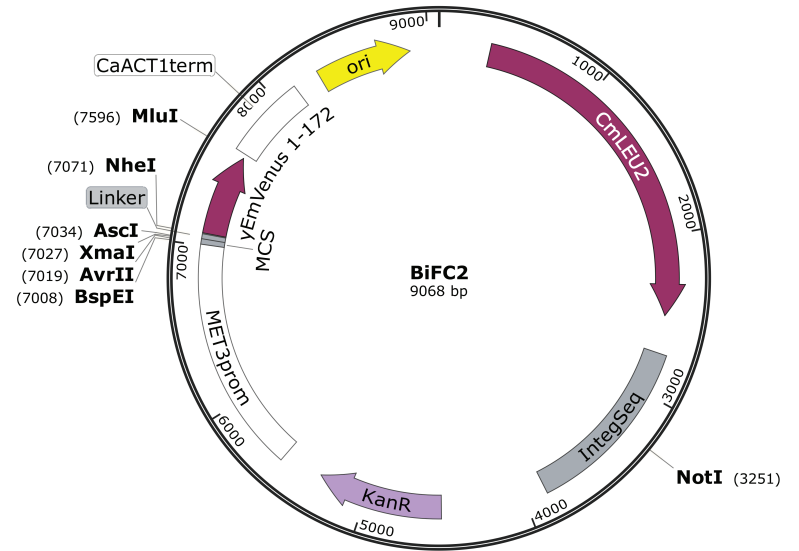 9000
ori
CaACT1term
8000
1000
(7596) MluI
CmLEU2
yEmVenus 1-172
(7071) NheI
Linker
2000
(7034) AscI
(7027) XmaI
(7019) AvrII
(7008) BspEI
7000
MCS
BiFC2
9068 bp
MET3prom
3000
IntegSeq
6000
NotI (3251)
KanR
4000
5000